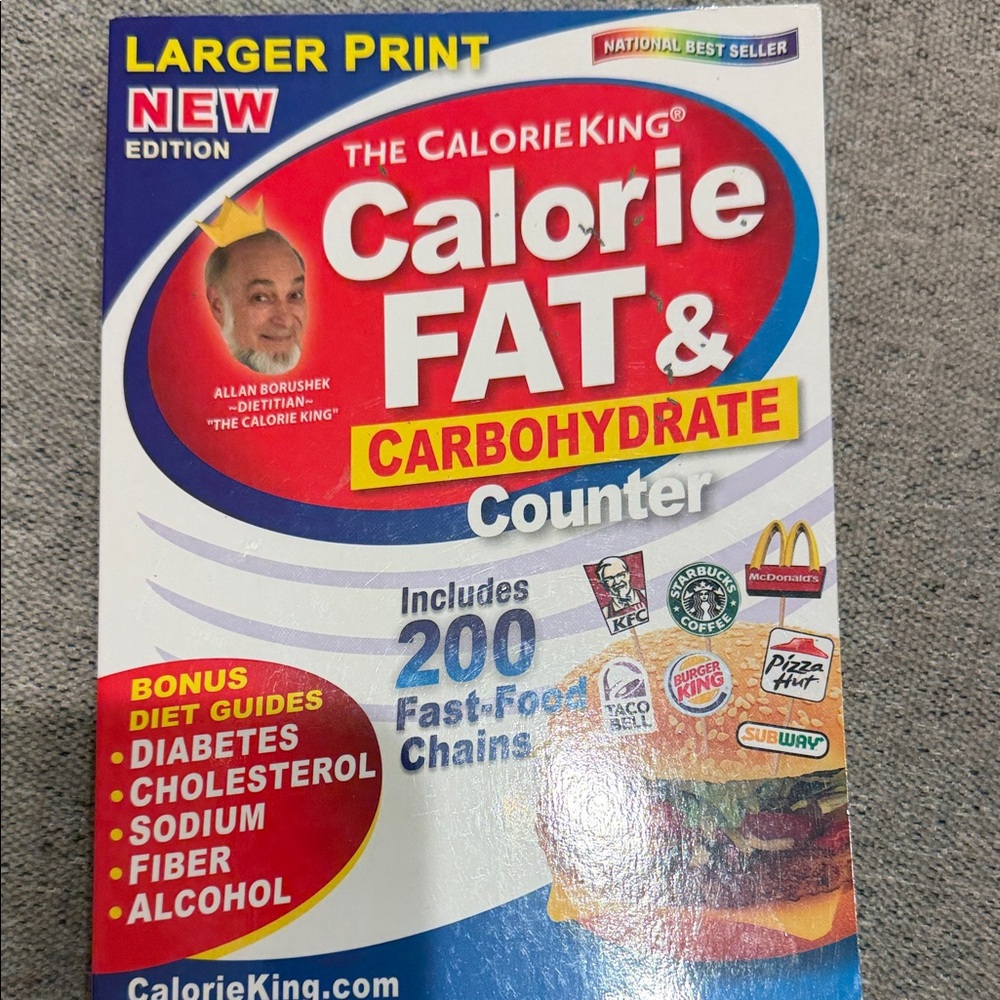 LARGER PRINT
NATIONAL BEST SELLER
NEW
EDITION
THE CALORIEKING®
Calorie
FAT &
CARBOHYDRATE
Counter
ALLAN BORUSHEK
~DIETITIAN~
"THE CALORIE KING"
Includes
200
Fast-Food
Chains
KFC
STARBUCKS
COFFEE
McDonald's
TACO
BELL
BURGER
KING
Pizza
Hut
SUBWAY
BONUS
DIET GUIDES
• DIABETES
• CHOLESTEROL
• SODIUM
• FIBER
• ALCOHOL
CalorieKing.com